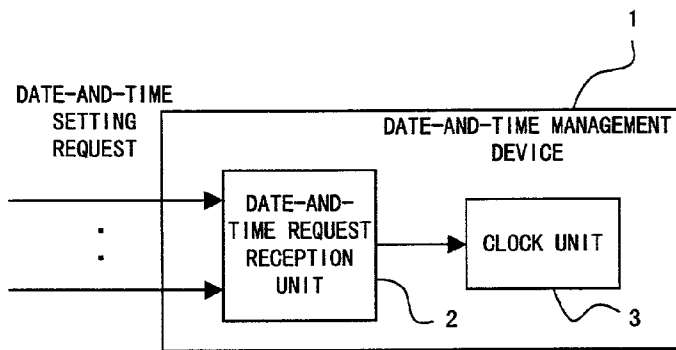 1
DATE-AND-TIME
SETTING
REQUEST
DATE-AND-TIME MANAGEMENT
DEVICE
DATE-AND-
TIME REQUEST
RECEPTION
UNIT
CLOCK UNIT
2
3